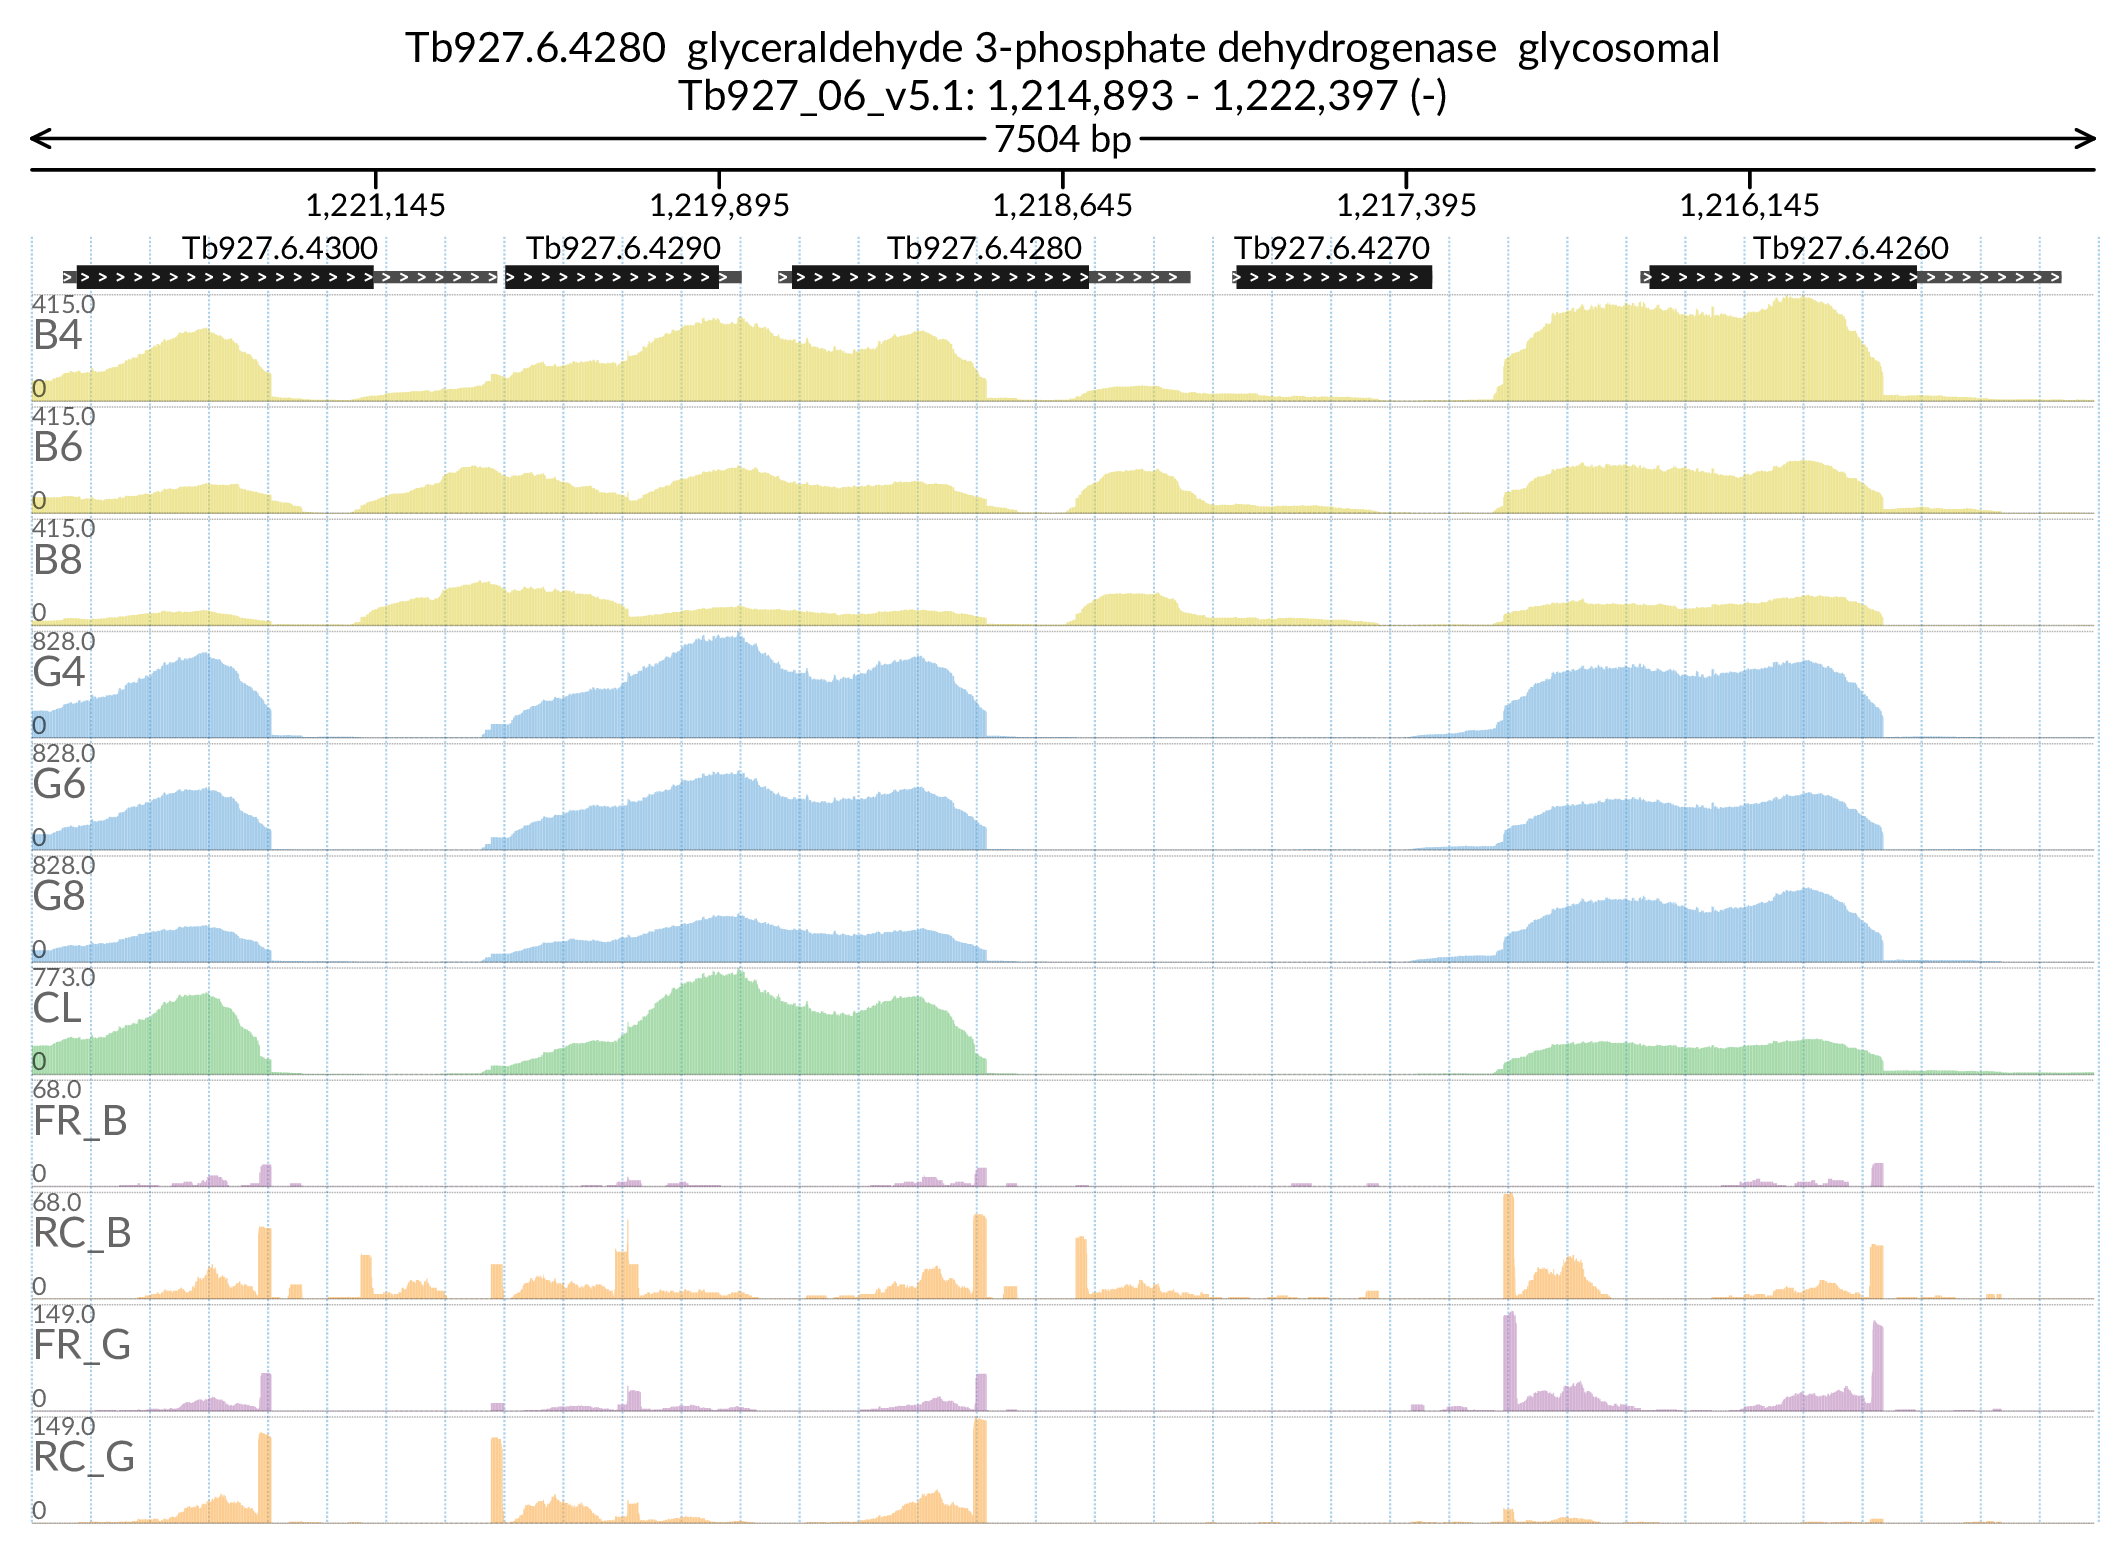 Tb927.6.4280 glyceraldehyde 3-phosphate dehydrogenase glycosomal
Tb927_06_v5.1: 1,214,893 - 1,222,397 (-)
7504 bp
1,221,145 1,219,895 1,218,645 1,217,395 1,216,145
Tb927.6.4300 Tb927.6.4290 Tb927.6.4280 Tb927.6.4270 Tb927.6.4260
415.0
B4
0
415.0
B6
0
415.0
B8
0
828.0
G4
0
828.0
G6
0
828.0
G8
0
773.0
CL
0
68.0
FR_B
0
68.0
RC_B
0
149.0
FR_G
0
149.0
RC_G
0